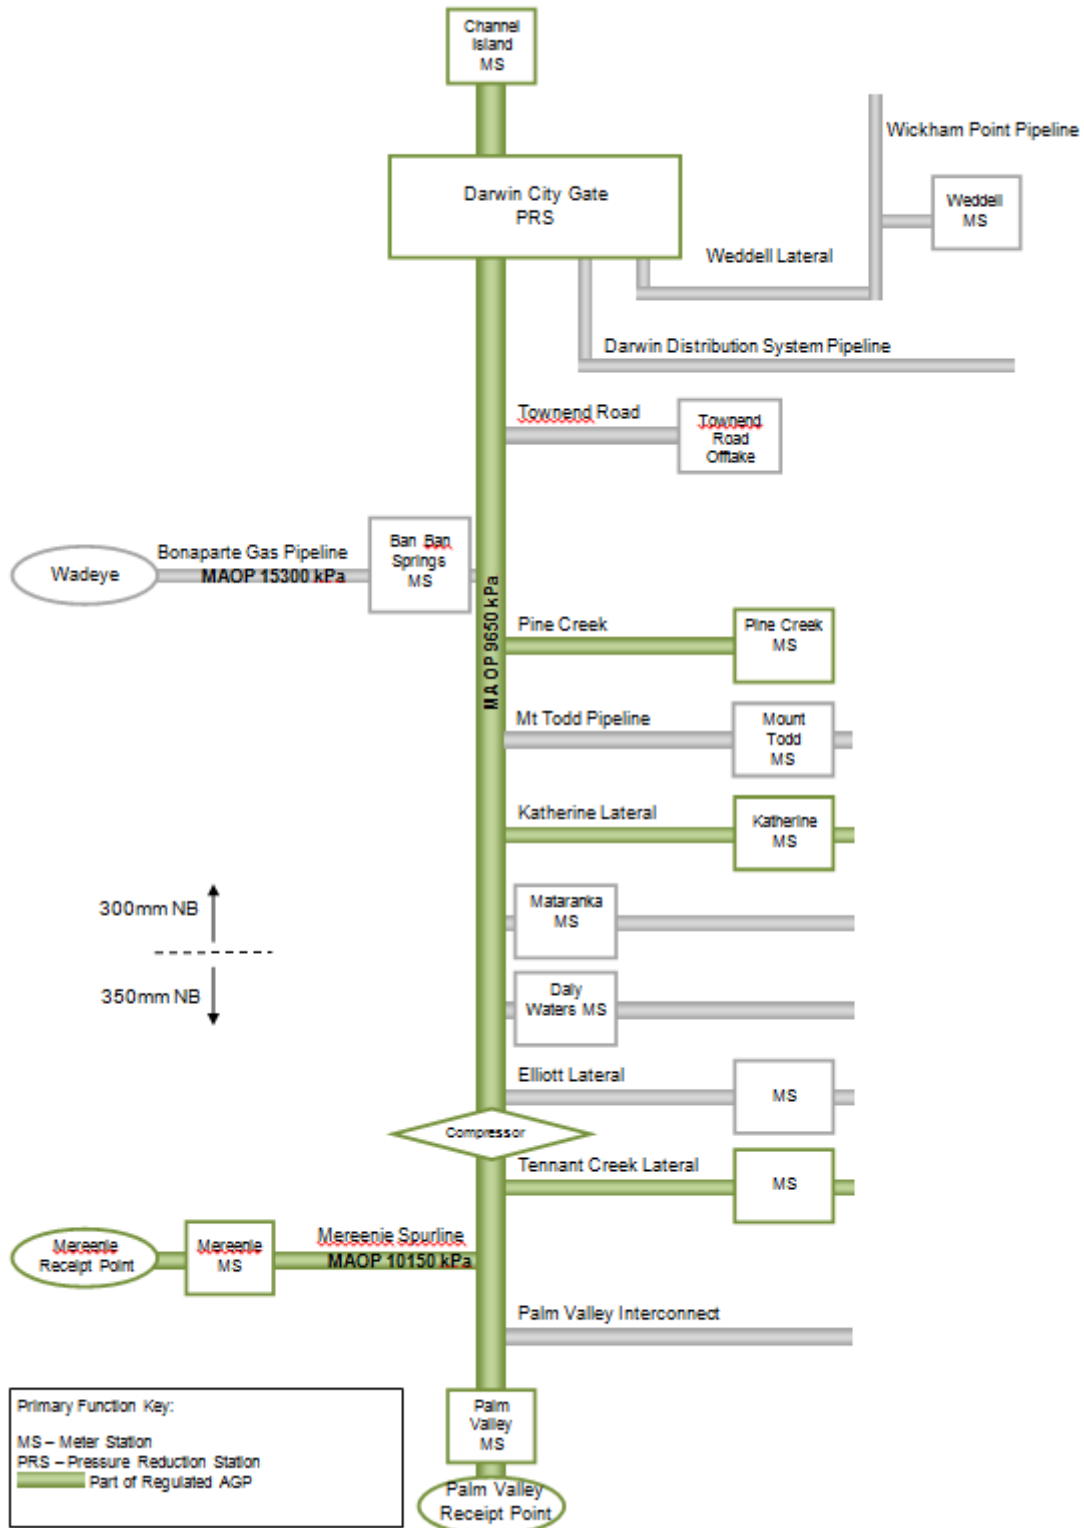 Channel
Island
MS
Wickham Point Pipeline
Darwin City Gate
PRS
Weddell
MS
Weddell Lateral
Darwin Distribution System Pipeline
Townend Road
Townend
Road
Offtake
Ban Ban
Springs
MS
Bonaparte Gas Pipeline
MAOP 15300 kPa
Wadeye
MAOP 9650 kPa
Pine Creek
Pine Creek
MS
Mt Todd Pipeline
Mount
Todd
MS
Katherine Lateral
Katherine
MS
300mm NB
350mm NB
Mataranka
MS
Daly
Waters MS
Elliott Lateral
MS
Compressor
Tennant Creek Lateral
MS
Mereenie
Receipt Point
Mereenie
MS
Mereenie Spurline
MAOP 10150 kPa
Palm Valley Interconnect
Primary Function Key:
MS – Meter Station
PRS – Pressure Reduction Station
Part of Regulated AGP
Palm
Valley
MS
Palm Valley
Receipt Point